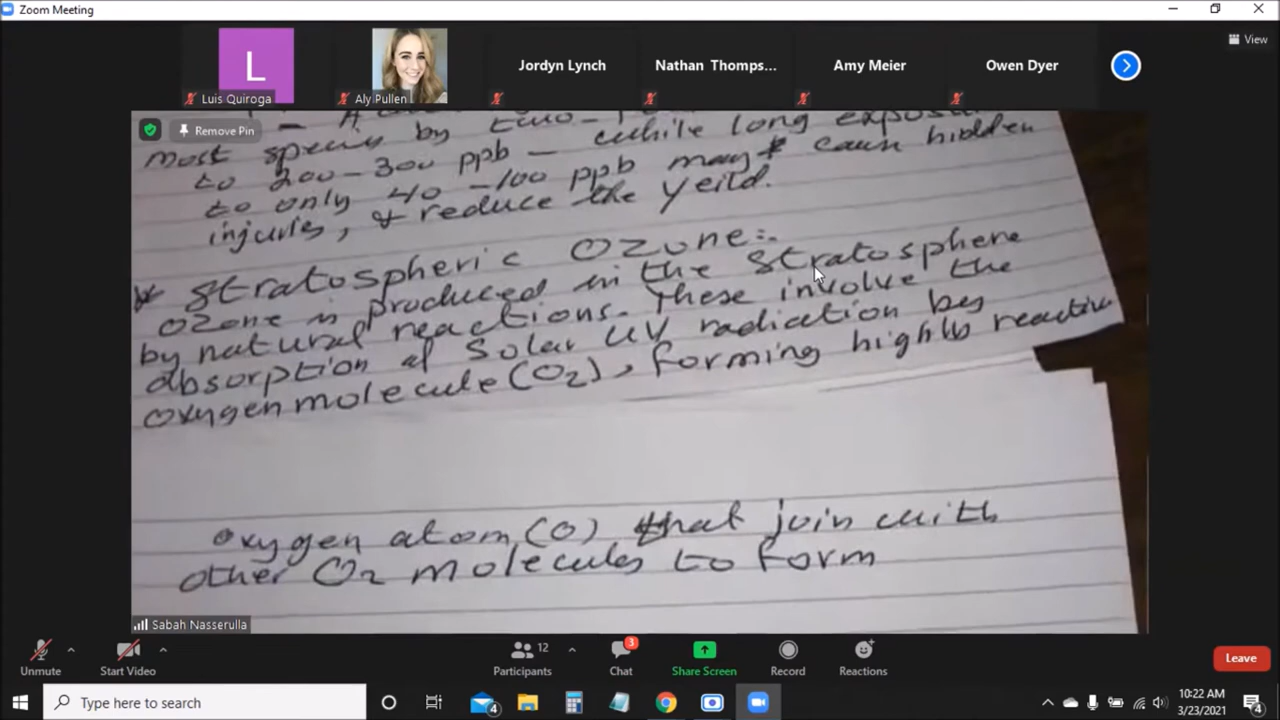 Zoom Meeting
View
L
Luis Quiroga
Aly Pullen
Jordyn Lynch
Nathan Thomps...
Amy Meier
Owen Dyer
Remove Pin
most by two
to 200-300 ppb - while long
to only 40-100 ppb may cause hidden
injuries, & reduce the yeild.
* Stratospheric Ozone:-
Ozone is produced in the stratosphere
by natural reactions. These involve the
absorption of Solar UV radiation by
oxygen molecule (O2), forming highly reactive
oxygen atom (O) that join with
other O2 molecules to form
Sabah Nasserulla
Unmute
Start Video
12
Participants
3
Chat
Share Screen
Record
Reactions
Leave
Type here to search
4
10:22 AM
3/23/2021
4